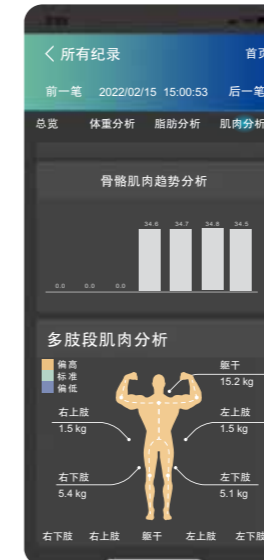 所有纪录 首页
前一笔 2022/02/15 15:00:53 后一笔
总览 体重分析 脂肪分析 肌肉分析
骨骼肌肉趋势分析
34.6 34.7 34.8 34.5
0.0 0.0 0.0
多肢段肌肉分析
偏高
标准
偏低
躯干
15.2 kg
右上肢 左上肢
1.5 kg 1.5 kg
右下肢 左下肢
5.4 kg 5.1 kg
右下肢 右上肢 躯干 左上肢 左下肢